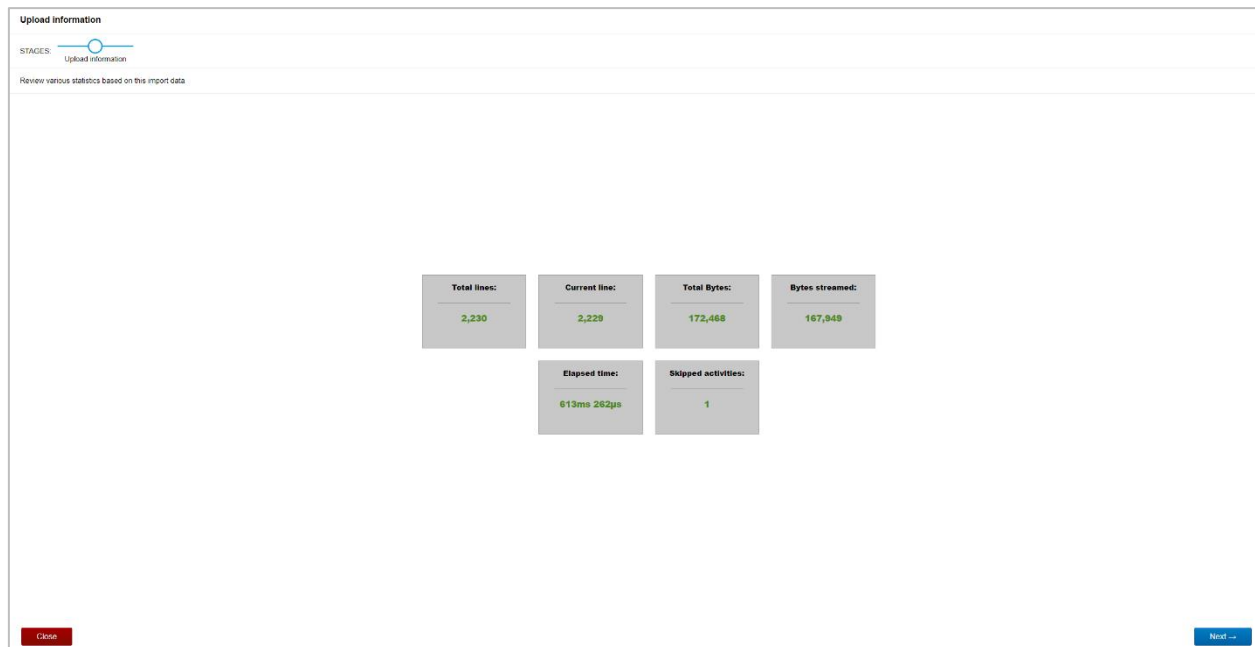 Upload information
STAGES:
Upload information
Review various statistics based on this import data
Total lines:
2,230
Current line:
2,229
Total Bytes:
172,468
Bytes streamed:
167,949
Elapsed time:
613ms 262µs
Skipped activities:
1
Close
Next →